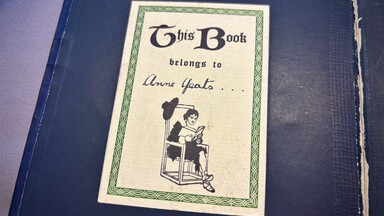 This Book
belongs to
Anne Yeats . . .